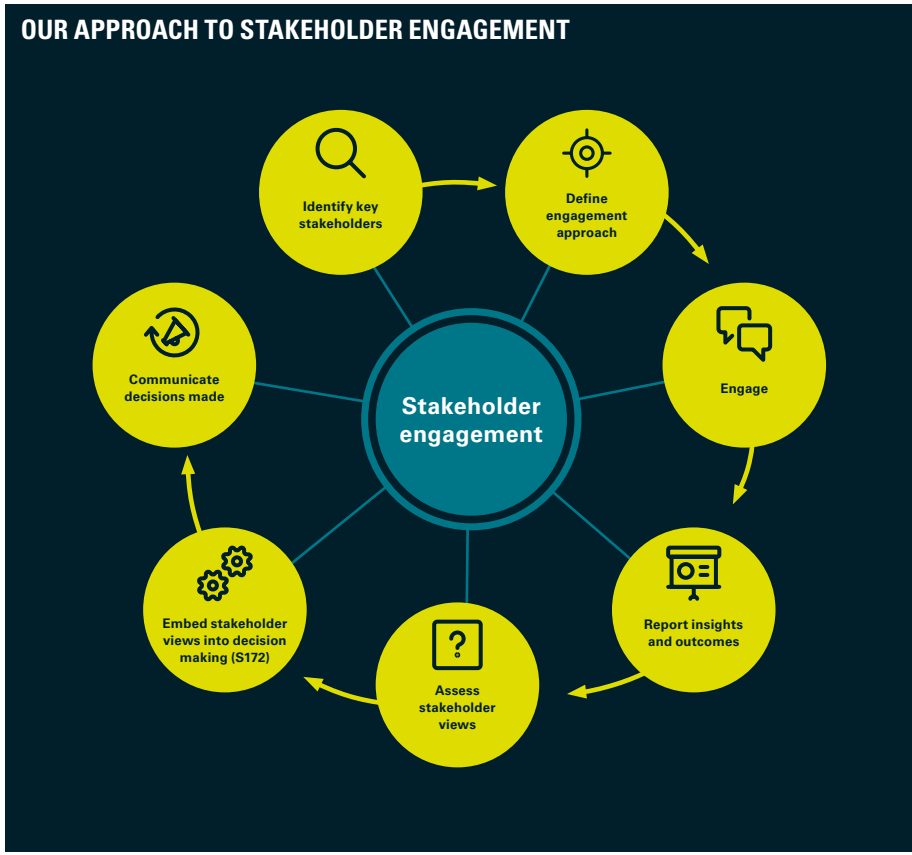 OUR APPROACH TO STAKEHOLDER ENGAGEMENT
Identify key
stakeholders
Define
engagement
approach
Engage
Report insights
and outcomes
Assess
stakeholder
views
Embed stakeholder
views into decision
making (S172)
Communicate
decisions made
Stakeholder
engagement
?